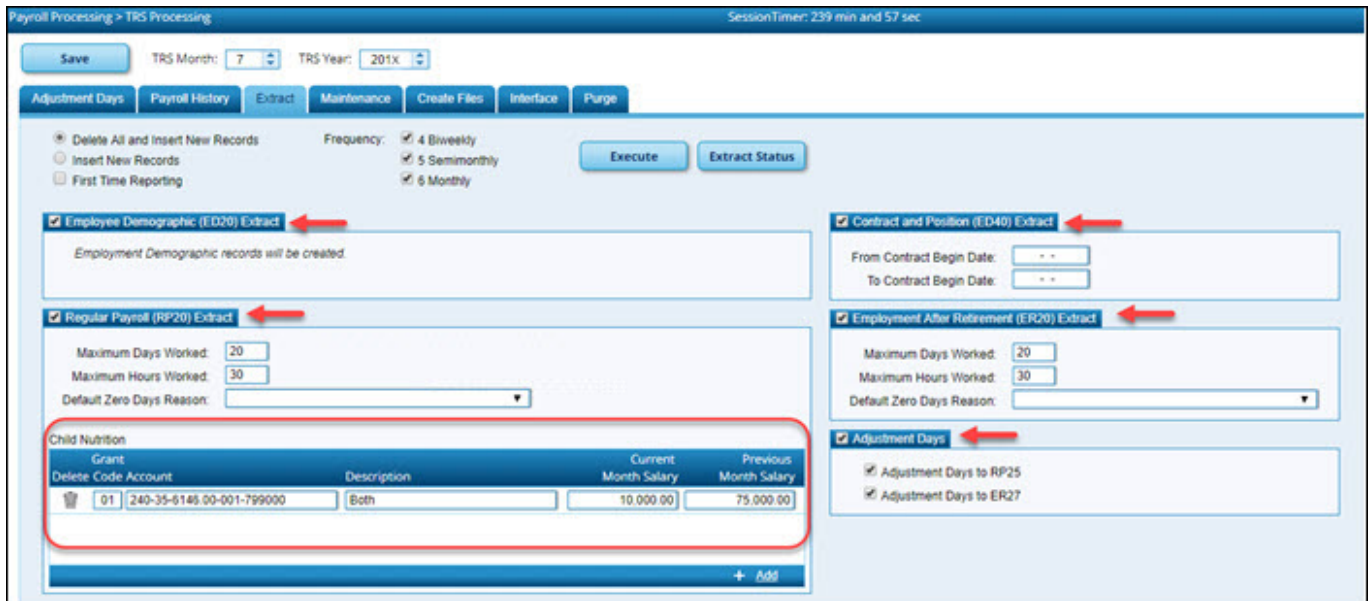 Payroll Processing > TRS Processing SessionTimer: 239 min and 57 sec
Save TRS Month: 7 TRS Year: 201X
Adjustment Days Payroll History Extract Maintenance Create Files Interface Purge
Delete All and Insert New Records Frequency: 4 Biweekly
Insert New Records 5 Semimonthly Execute Extract Status
First Time Reporting 6 Monthly
Employee Demographic (ED20) Extract
Employment Demographic records will be created.
Contract and Position (ED40) Extract
From Contract Begin Date: - -
To Contract Begin Date: - -
Regular Payroll (RP20) Extract
Maximum Days Worked: 20
Maximum Hours Worked: 30
Default Zero Days Reason:
Employment After Retirement (ER20) Extract
Maximum Days Worked: 20
Maximum Hours Worked: 30
Default Zero Days Reason:
Child Nutrition
Grant Current Previous
Delete Code Account Description Month Salary Month Salary
01 240-35-6146.00-001-799000 Both 10,000.00 75,000.00
+ Add
Adjustment Days
Adjustment Days to RP25
Adjustment Days to ER27